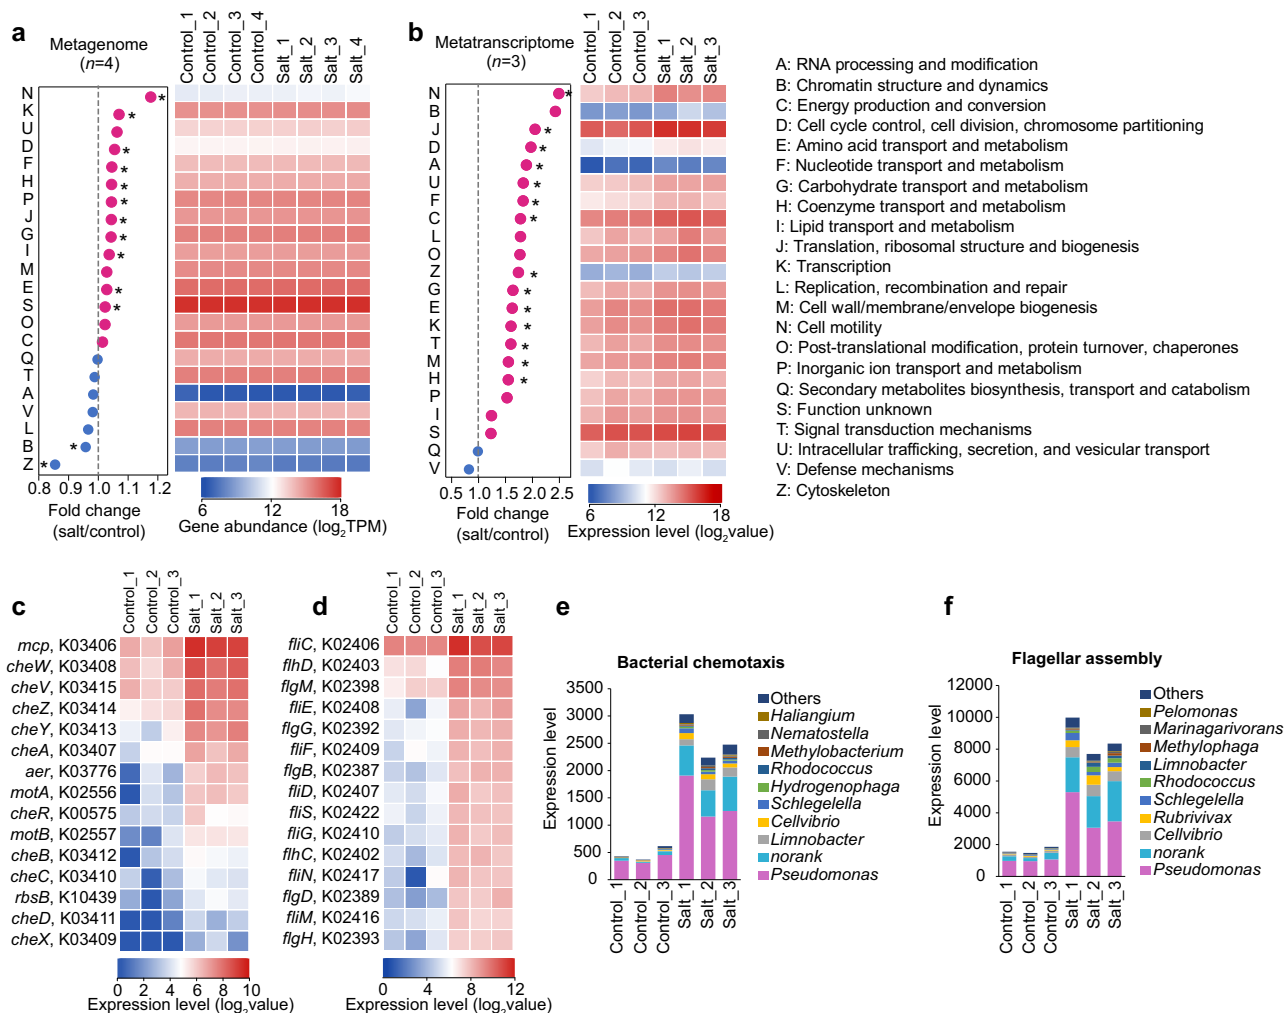 a
Metagenome
(n=4)
Control_1
Control_2
Control_3
Control_4
Salt_1
Salt_2
Salt_3
Salt_4
N
*
K
*
U
D
*
F
*
H
*
P
*
J
*
G
*
I
*
M
E
*
S
*
O
C
Q
T
A
V
L
B
*
Z
*
0.8 0.9 1.0 1.1 1.2
Fold change
(salt/control)
6 12 18
Gene abundance (log2TPM)
b
Metatranscriptome
(n=3)
Control_1
Control_2
Control_3
Salt_1
Salt_2
Salt_3
N
*
B
J
*
D
*
A
*
U
*
F
*
C
*
L
O
Z
*
G
*
E
*
K
*
T
*
M
*
H
*
P
I
S
Q
V
0.5 1.0 1.5 2.0 2.5
Fold change
(salt/control)
6 12 18
Expression level (log2value)
A: RNA processing and modification
B: Chromatin structure and dynamics
C: Energy production and conversion
D: Cell cycle control, cell division, chromosome partitioning
E: Amino acid transport and metabolism
F: Nucleotide transport and metabolism
G: Carbohydrate transport and metabolism
H: Coenzyme transport and metabolism
I: Lipid transport and metabolism
J: Translation, ribosomal structure and biogenesis
K: Transcription
L: Replication, recombination and repair
M: Cell wall/membrane/envelope biogenesis
N: Cell motility
O: Post-translational modification, protein turnover, chaperones
P: Inorganic ion transport and metabolism
Q: Secondary metabolites biosynthesis, transport and catabolism
S: Function unknown
T: Signal transduction mechanisms
U: Intracellular trafficking, secretion, and vesicular transport
V: Defense mechanisms
Z: Cytoskeleton
c
Control_1
Control_2
Control_3
Salt_1
Salt_2
Salt_3
mcp, K03406
cheW, K03408
cheV, K03415
cheZ, K03414
cheY, K03413
cheA, K03407
aer, K03776
motA, K02556
cheR, K00575
motB, K02557
cheB, K03412
cheC, K03410
rbsB, K10439
cheD, K03411
cheX, K03409
0 2 4 6 8 10
Expression level (log2value)
d
Control_1
Control_2
Control_3
Salt_1
Salt_2
Salt_3
fliC, K02406
flhD, K02403
flgM, K02398
fliE, K02408
flgG, K02392
fliF, K02409
flgB, K02387
fliD, K02407
fliS, K02422
fliG, K02410
flhC, K02402
fliN, K02417
flgD, K02389
fliM, K02416
flgH, K02393
0 4 8 12
Expression level (log2value)
e
Bacterial chemotaxis
Expression level
3500
3000
2500
2000
1500
1000
500
0
Control_1
Control_2
Control_3
Salt_1
Salt_2
Salt_3
Others
Haliangium
Nematostella
Methylobacterium
Rhodococcus
Hydrogenophaga
Schlegelella
Cellvibrio
Limnobacter
norank
Pseudomonas
f
Flagellar assembly
Expression level
12000
10000
8000
6000
4000
2000
0
Control_1
Control_2
Control_3
Salt_1
Salt_2
Salt_3
Others
Pelomonas
Marinagarivorans
Methylophaga
Limnobacter
Rhodococcus
Schlegelella
Rubrivivax
Cellvibrio
norank
Pseudomonas